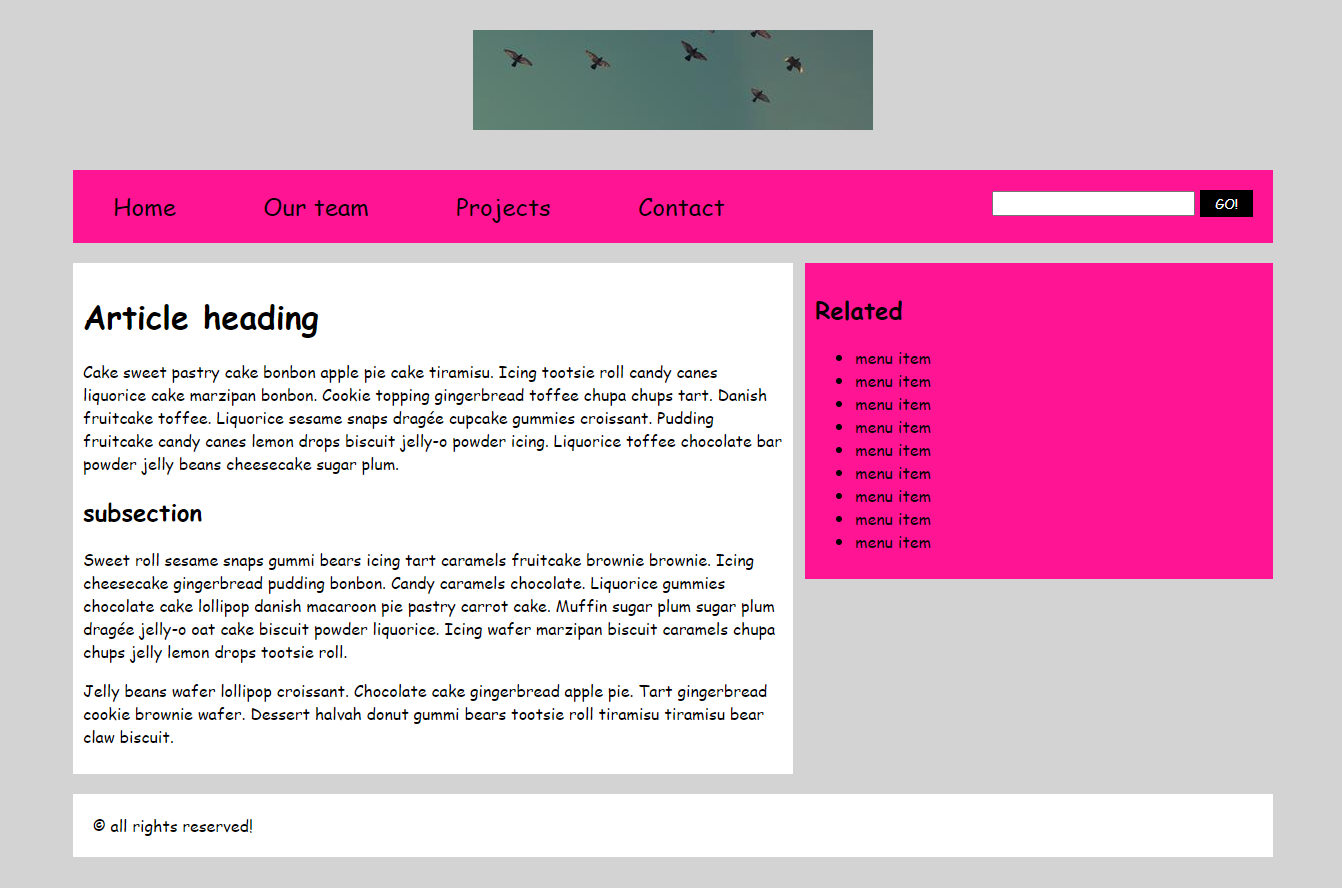 Home Our team Projects Contact GO!
Article heading
Cake sweet pastry cake bonbon apple pie cake tiramisu. Icing tootsie roll candy canes
liquorice cake marzipan bonbon. Cookie topping gingerbread toffee chupa chups tart. Danish
fruitcake toffee. Liquorice sesame snaps dragée cupcake gummies croissant. Pudding
fruitcake candy canes lemon drops biscuit jelly-o powder icing. Liquorice toffee chocolate bar
powder jelly beans cheesecake sugar plum.
subsection
Sweet roll sesame snaps gummi bears icing tart caramels fruitcake brownie brownie. Icing
cheesecake gingerbread pudding bonbon. Candy caramels chocolate. Liquorice gummies
chocolate cake lollipop danish macaroon pie pastry carrot cake. Muffin sugar plum sugar plum
dragée jelly-o oat cake biscuit powder liquorice. Icing wafer marzipan biscuit caramels chupa
chups jelly lemon drops tootsie roll.
Jelly beans wafer lollipop croissant. Chocolate cake gingerbread apple pie. Tart gingerbread
cookie brownie wafer. Dessert halvah donut gummi bears tootsie roll tiramisu tiramisu bear
claw biscuit.
Related
• menu item
• menu item
• menu item
• menu item
• menu item
• menu item
• menu item
• menu item
• menu item
© all rights reserved!